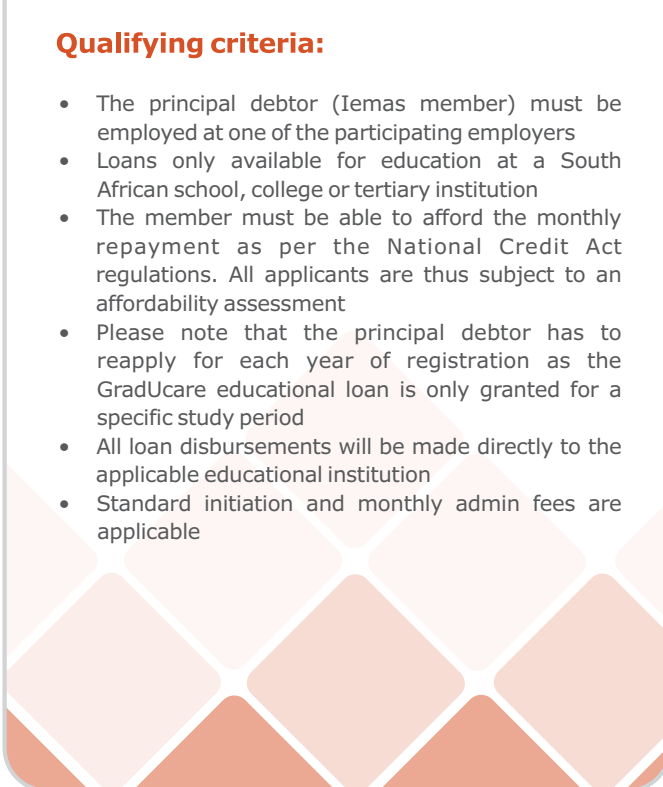 Qualifying criteria:
• The principal debtor (Iemas member) must be
employed at one of the participating employers
• Loans only available for education at a South
African school, college or tertiary institution
• The member must be able to afford the monthly
repayment as per the National Credit Act
regulations. All applicants are thus subject to an
affordability assessment
• Please note that the principal debtor has to
reapply for each year of registration as the
GradUcare educational loan is only granted for a
specific study period
• All loan disbursements will be made directly to the
applicable educational institution
• Standard initiation and monthly admin fees are
applicable